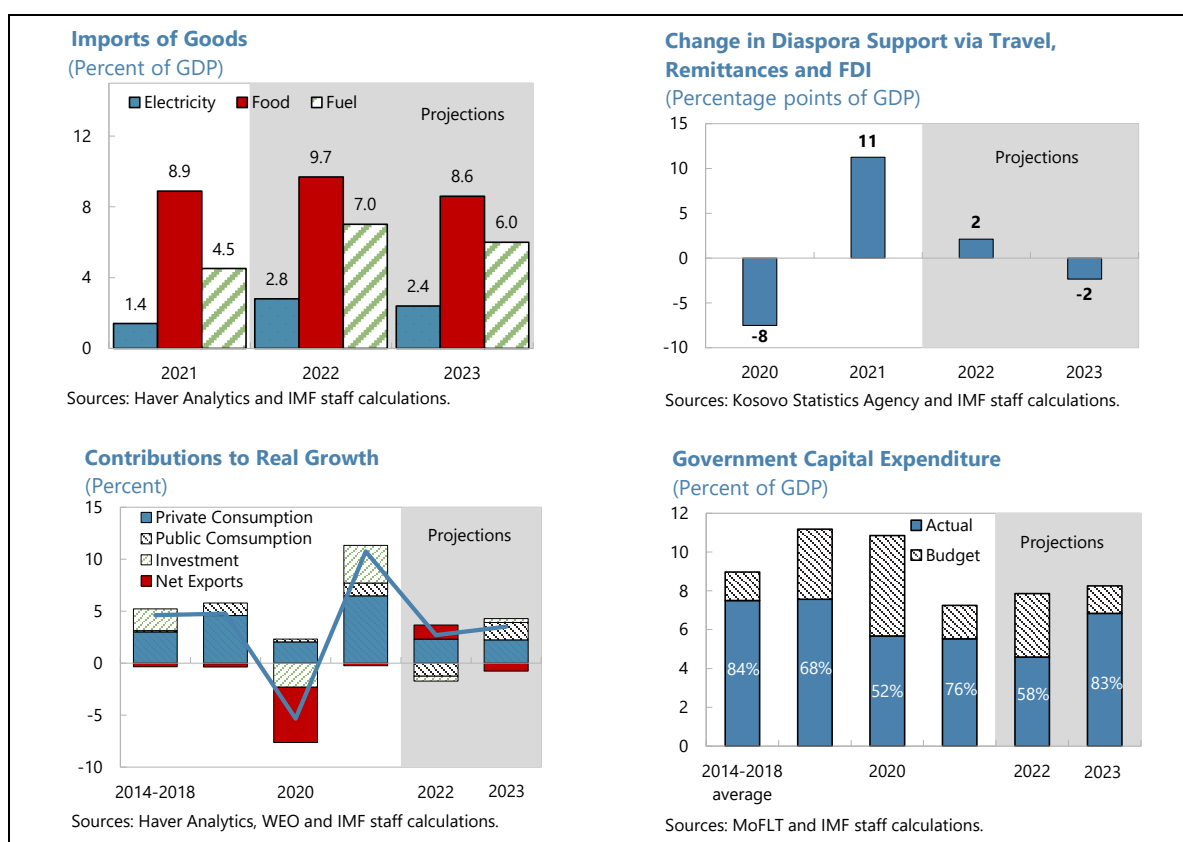 Imports of Goods
(Percent of GDP)
Electricity Food Fuel
Projections
12
8
4
0
1.4
8.9
4.5
2.8
9.7
7.0
2.4
8.6
6.0
2021 2022 2023
Sources: Haver Analytics and IMF staff calculations.
Change in Diaspora Support via Travel,
Remittances and FDI
(Percentage points of GDP)
15
10
5
0
-5
-10
Projections
-8
11
2
-2
2020 2021 2022 2023
Sources: Kosovo Statistics Agency and IMF staff calculations.
Contributions to Real Growth
(Percent)
15
10
5
0
-5
-10
Private Consumption
Public Comsumption
Investment
Net Exports
Projections
2014-2018 2020 2022 2023
Sources: Haver Analytics, WEO and IMF staff calculations.
Government Capital Expenditure
(Percent of GDP)
12
10
8
6
4
2
0
Actual
Budget
Projections
84%
68%
52%
76%
58%
83%
2014-2018 2020 2022 2023
average
Sources: MoFLT and IMF staff calculations.